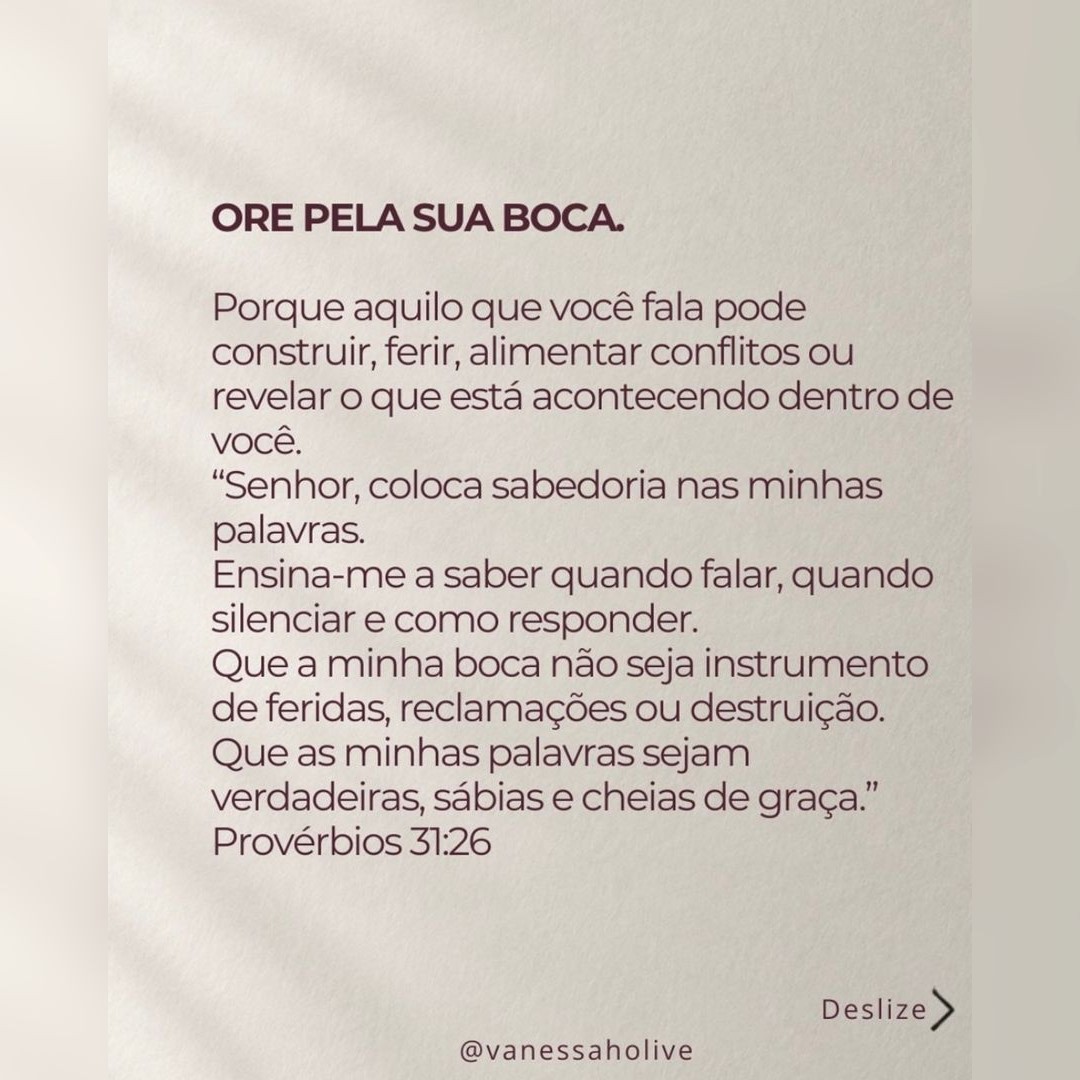 ORE PELA SUA BOCA.
Porque aquilo que você fala pode
construir, ferir, alimentar conflitos ou
revelar o que está acontecendo dentro de
você.
“Senhor, coloca sabedoria nas minhas
palavras.
Ensina-me a saber quando falar, quando
silenciar e como responder.
Que a minha boca não seja instrumento
de feridas, reclamações ou destruição.
Que as minhas palavras sejam
verdadeiras, sábias e cheias de graça.”
Provérbios 31:26
Deslize
@vanessaholive